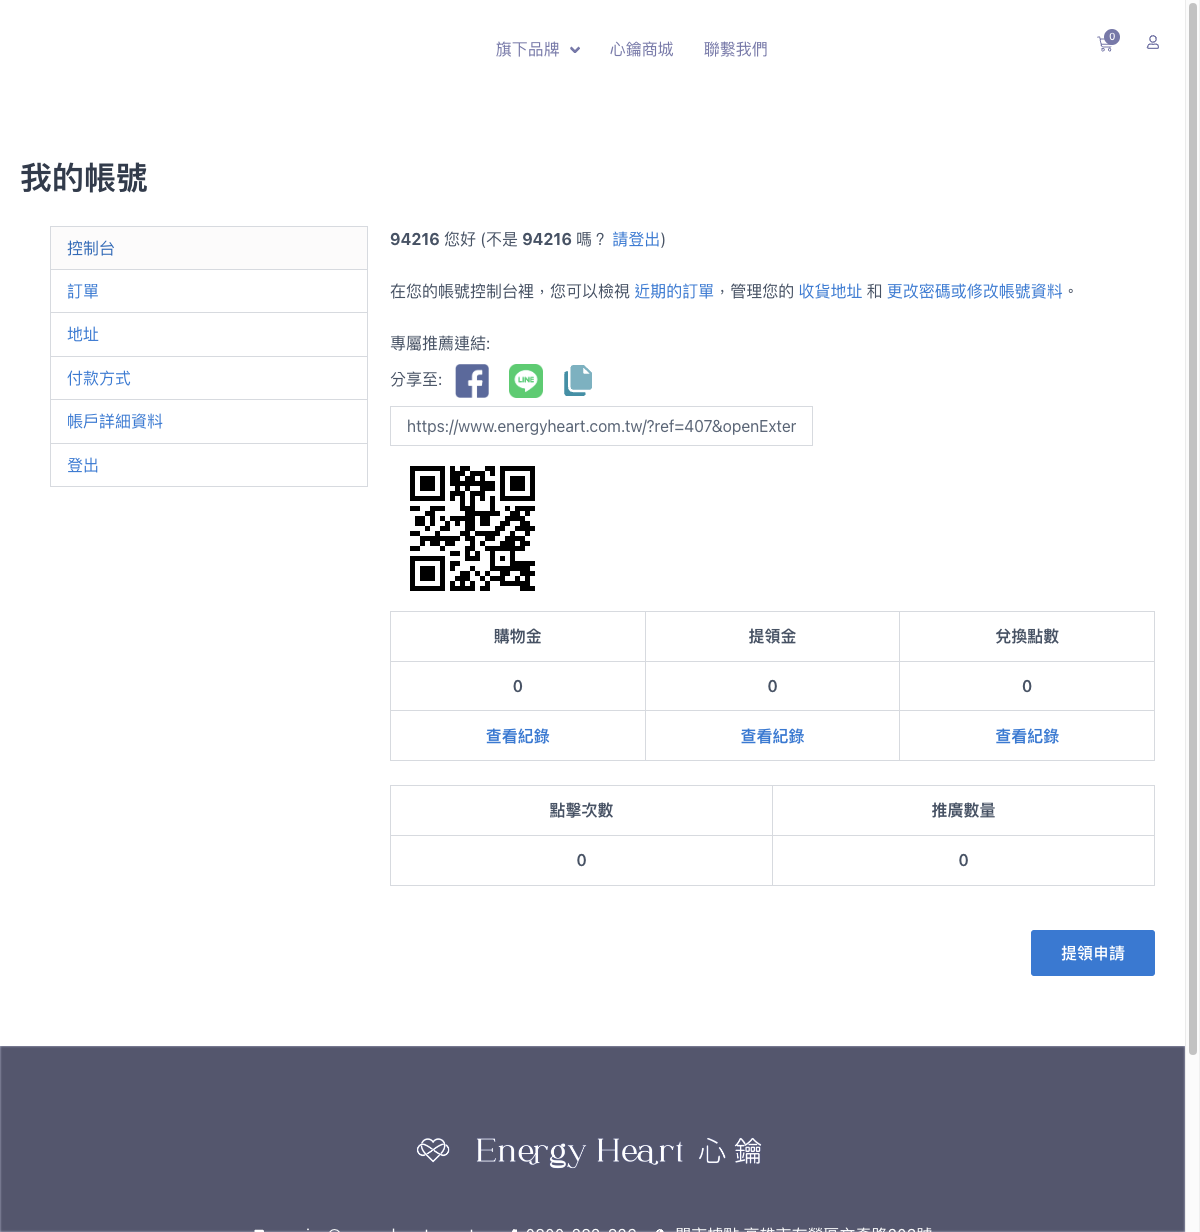 旗下品牌 心鑰商城 聯繫我們 0
我的帳號
控制台
訂單
地址
付款方式
帳戶詳細資料
登出
94216 您好 (不是 94216 嗎？ 請登出)
在您的帳號控制台裡，您可以檢視 近期的訂單，管理您的 收貨地址 和 更改密碼或修改帳號資料。
專屬推薦連結:
分享至: LINE
https://www.energyheart.com.tw/?ref=407&openExter
購物金 提領金 兌換點數
0 0 0
查看紀錄 查看紀錄 查看紀錄
點擊次數 推廣數量
0 0
提領申請
Energy Heart 心鑰